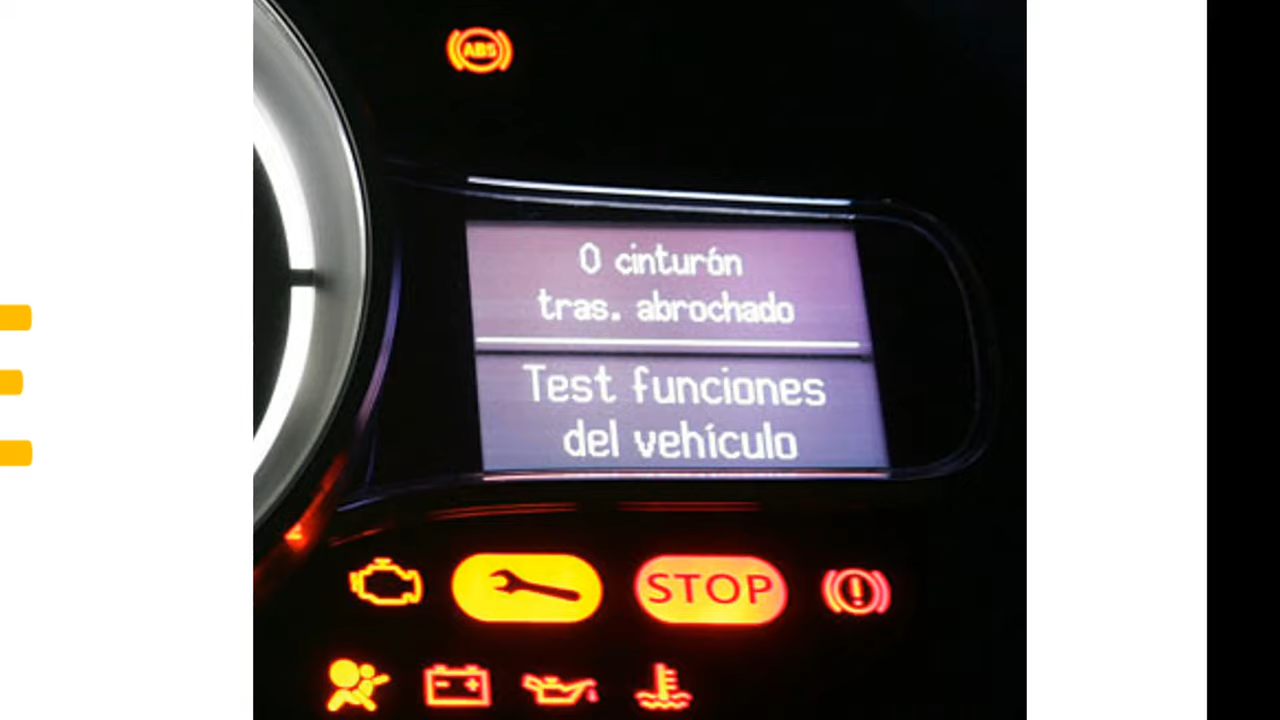 ABS
0 cinturón
tras. abrochado
Test funciones
del vehículo
STOP